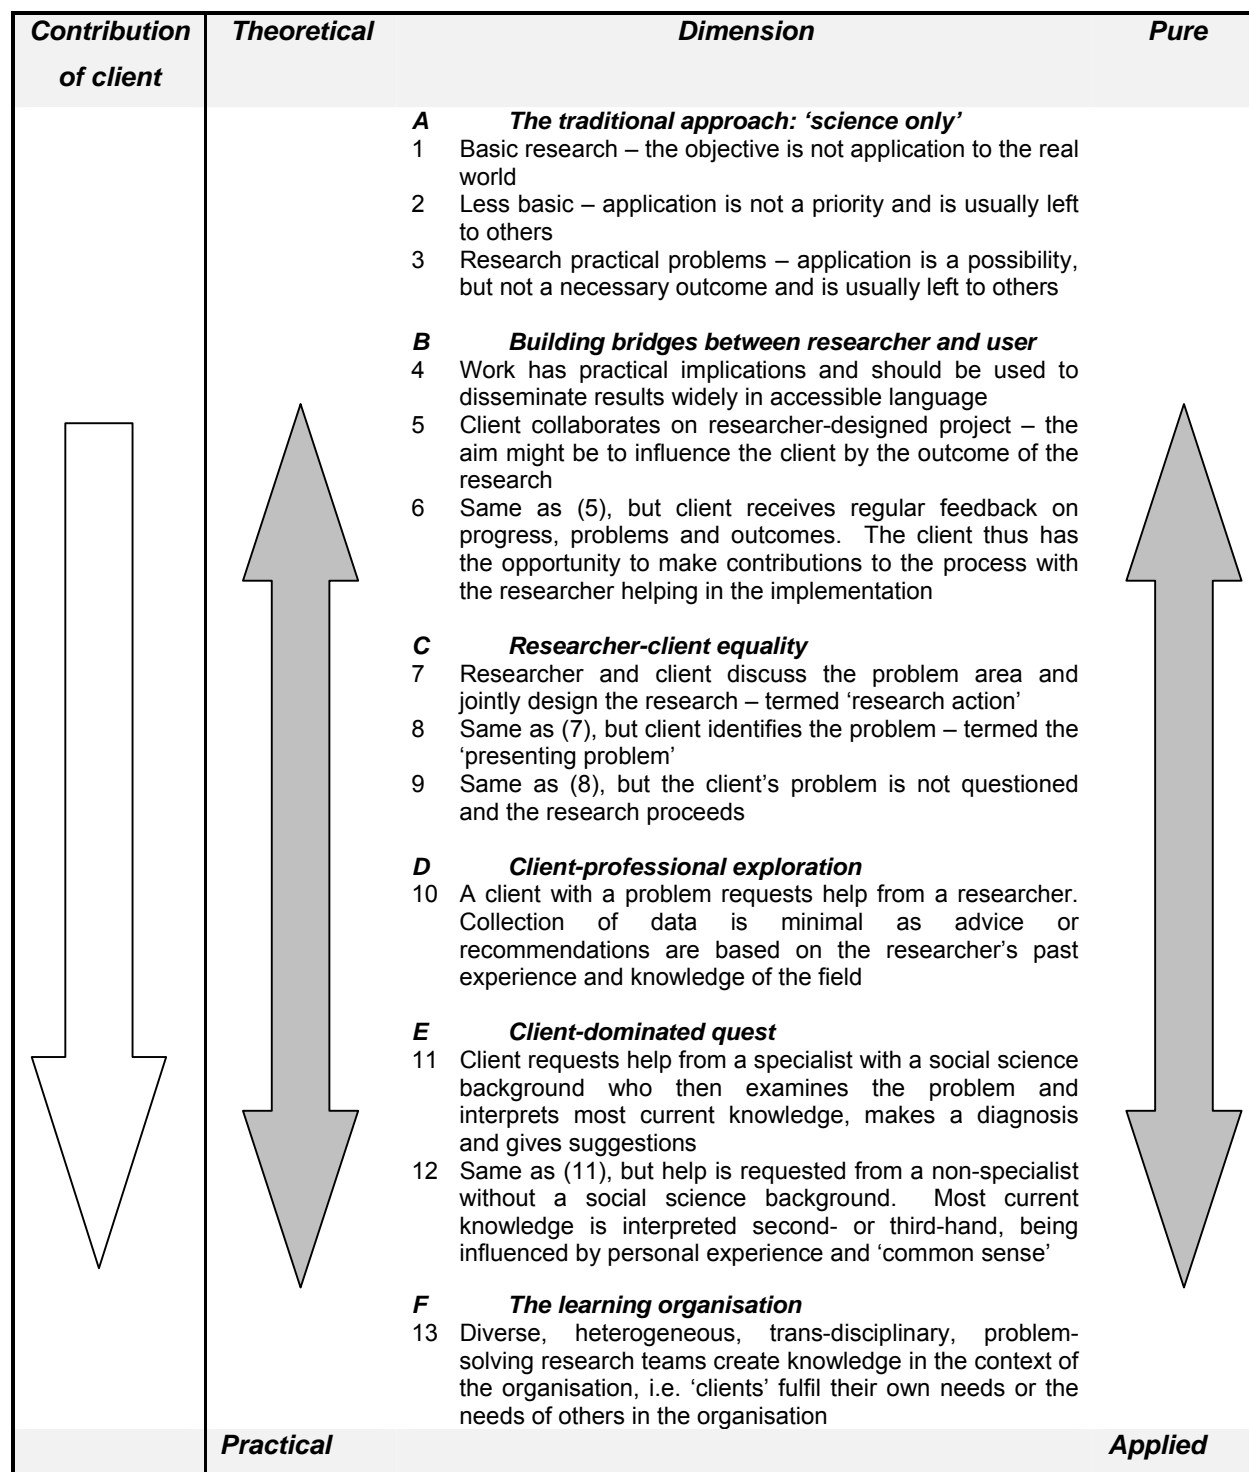 Contribution of client
Theoretical
Dimension
Pure
A The traditional approach: ‘science only’
1 Basic research – the objective is not application to the real
world
2 Less basic – application is not a priority and is usually left
to others
3 Research practical problems – application is a possibility,
but not a necessary outcome and is usually left to others
B Building bridges between researcher and user
4 Work has practical implications and should be used to
disseminate results widely in accessible language
5 Client collaborates on researcher-designed project – the
aim might be to influence the client by the outcome of the
research
6 Same as (5), but client receives regular feedback on
progress, problems and outcomes. The client thus has
the opportunity to make contributions to the process with
the researcher helping in the implementation
C Researcher-client equality
7 Researcher and client discuss the problem area and
jointly design the research – termed ‘research action’
8 Same as (7), but client identifies the problem – termed the
‘presenting problem’
9 Same as (8), but the client’s problem is not questioned
and the research proceeds
D Client-professional exploration
10 A client with a problem requests help from a researcher.
Collection of data is minimal as advice or
recommendations are based on the researcher’s past
experience and knowledge of the field
E Client-dominated quest
11 Client requests help from a specialist with a social science
background who then examines the problem and
interprets most current knowledge, makes a diagnosis
and gives suggestions
12 Same as (11), but help is requested from a non-specialist
without a social science background. Most current
knowledge is interpreted second- or third-hand, being
influenced by personal experience and ‘common sense’
F The learning organisation
13 Diverse, heterogeneous, trans-disciplinary, problem-
solving research teams create knowledge in the context of
the organisation, i.e. ‘clients’ fulfil their own needs or the
needs of others in the organisation
Practical
Applied